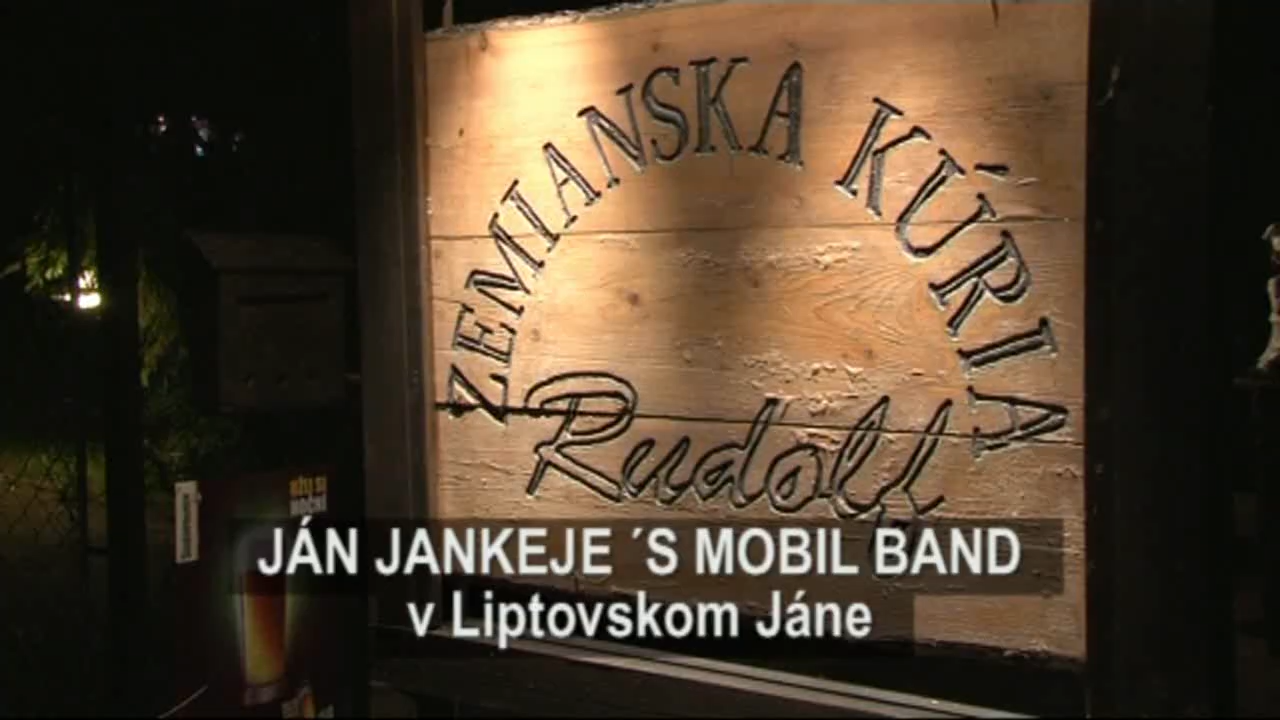 ZEMIANSKA KÚRIA
Rudolf
JÁN JANKEJE ´S MOBIL BAND
v Liptovskom Jáne